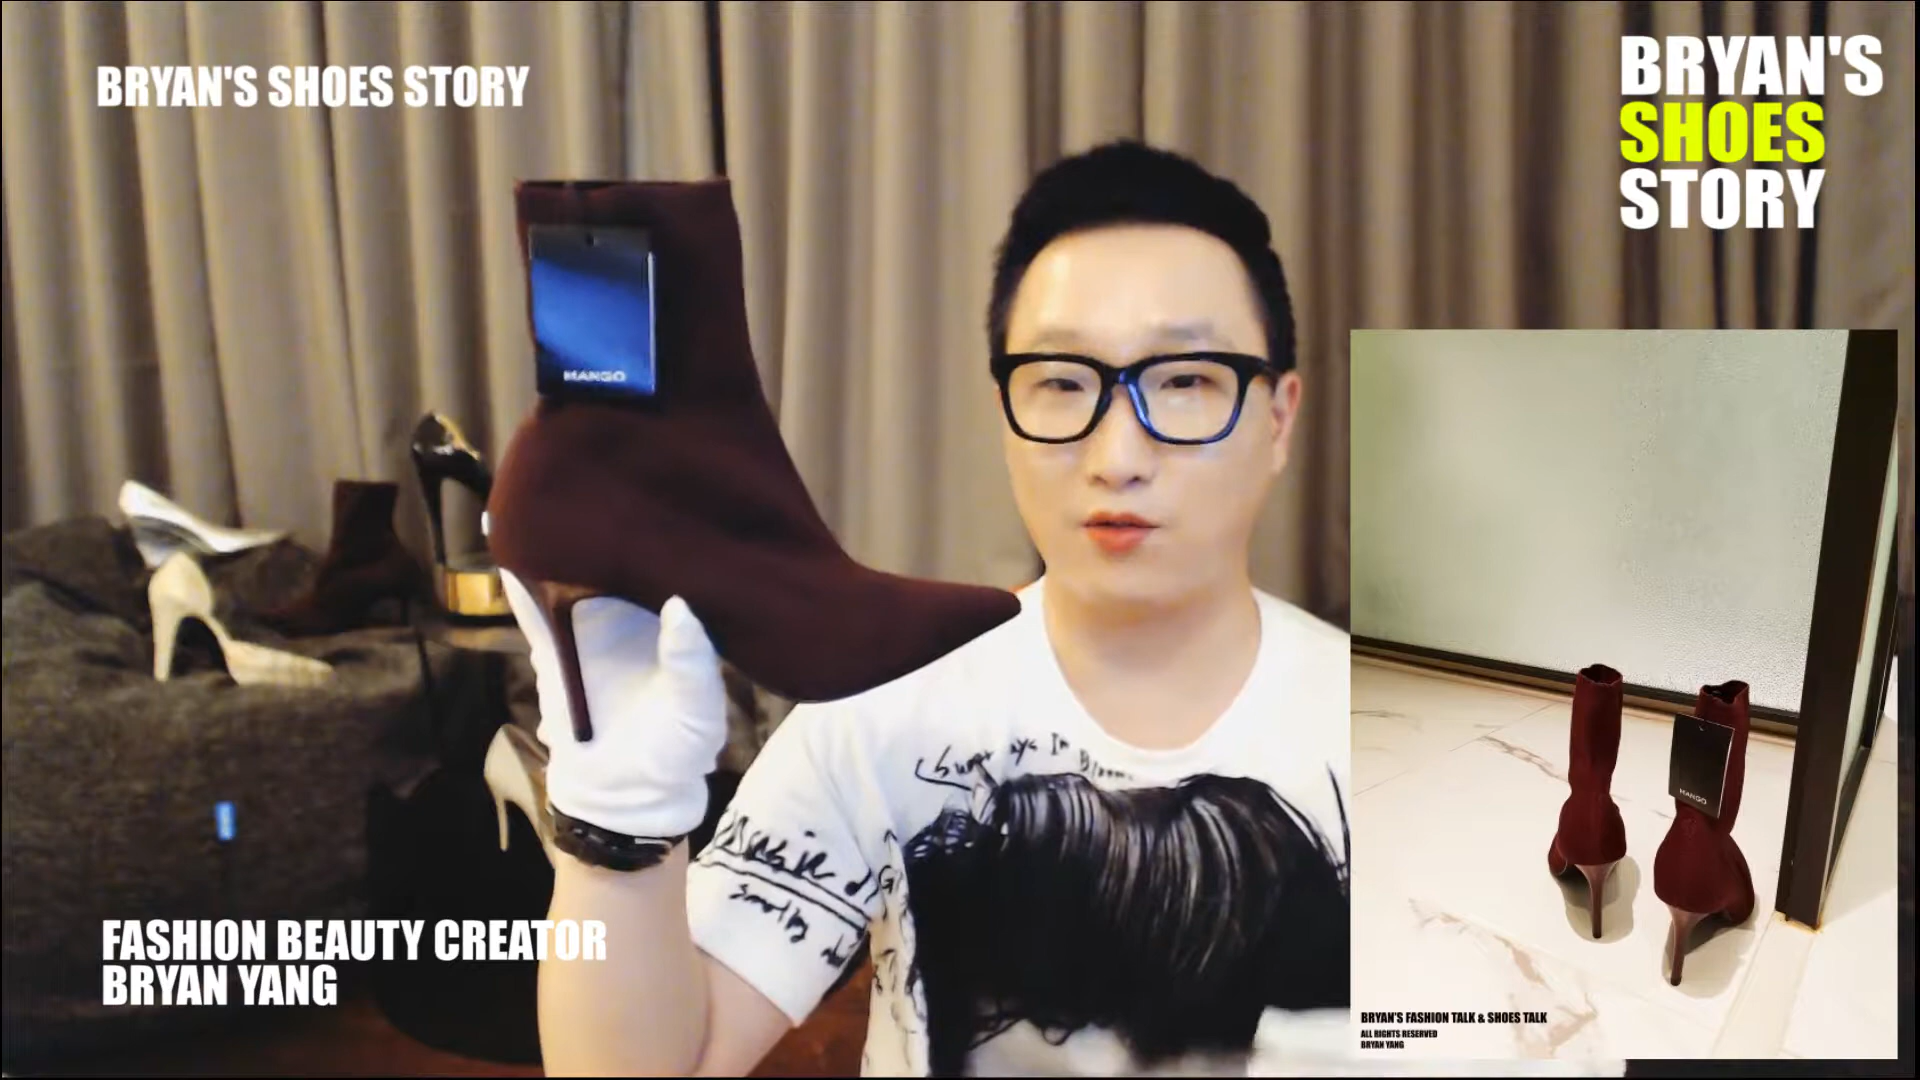 BRYAN'S SHOES STORY
BRYAN'S
SHOES
STORY
MANGO
MANGO
FASHION BEAUTY CREATOR
BRYAN YANG
BRYAN'S FASHION TALK & SHOES TALK
ALL RIGHTS RESERVED
BRYAN YANG